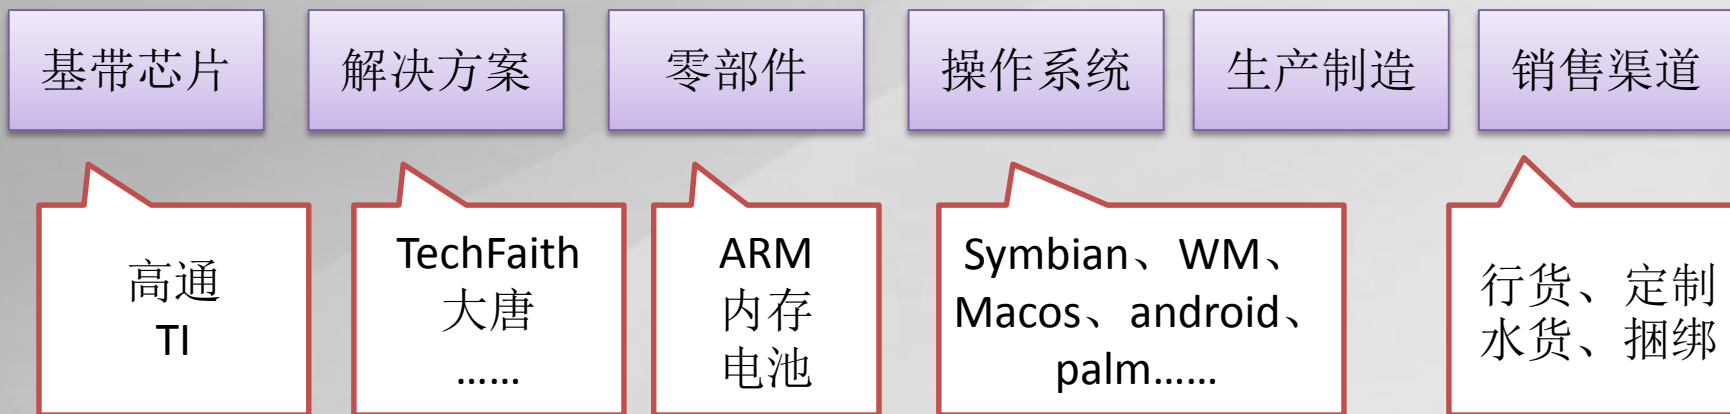 基带芯片
解决方案
零部件
操作系统
生产制造
销售渠道
高通
TI
TechFaith
大唐
……
ARM
内存
电池
Symbian、WM、
Macos、android、
palm……
行货、定制
水货、捆绑